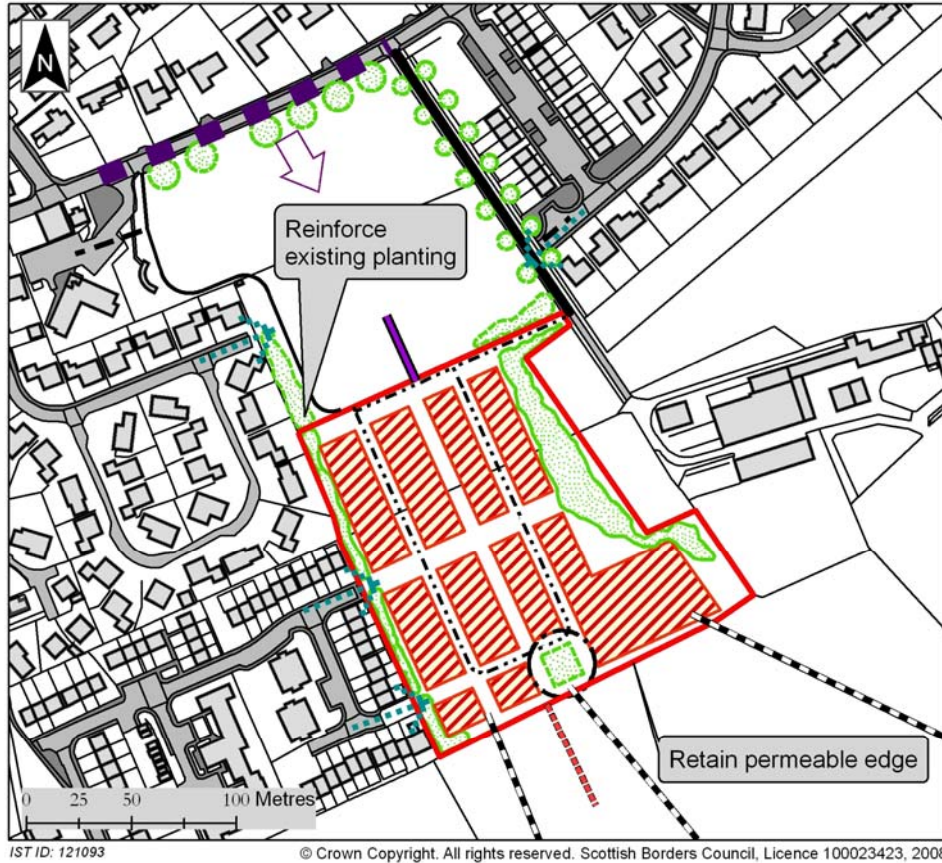 N
Reinforce
existing planting
Retain permeable edge
0 25 50 100 Metres
IST ID: 121093
© Crown Copyright. All rights reserved. Scottish Borders Council, Licence 100023423, 2008